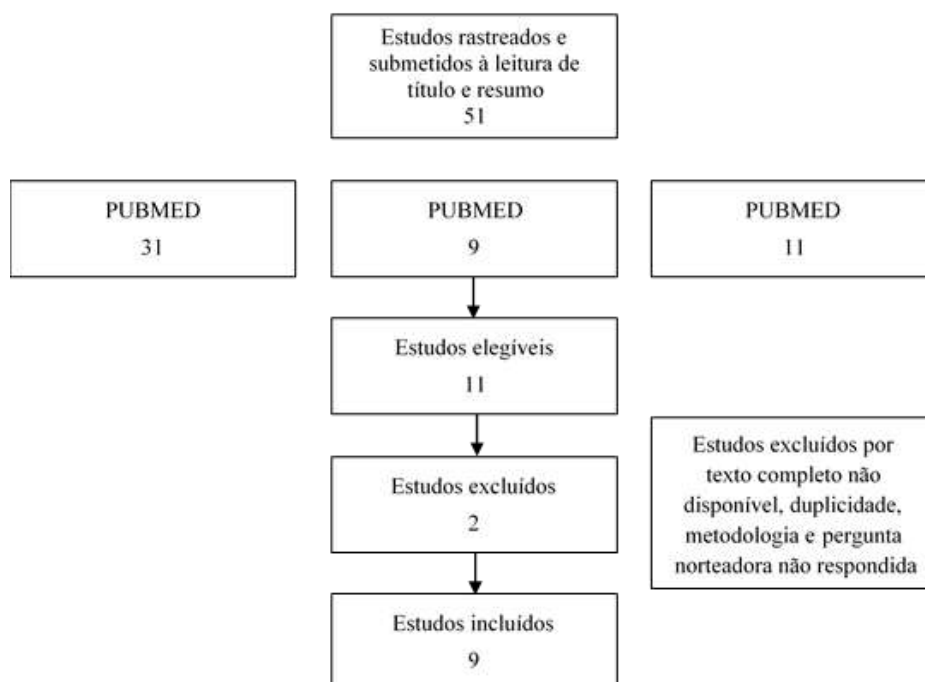 Estudos rastreados e
submetidos à leitura de
título e resumo
51
PUBMED
31
PUBMED
9
PUBMED
11
Estudos elegíveis
11
Estudos excluídos
2
Estudos excluídos por
texto completo não
disponível, duplicidade,
metodologia e pergunta
norteadora não respondida
Estudos incluídos
9